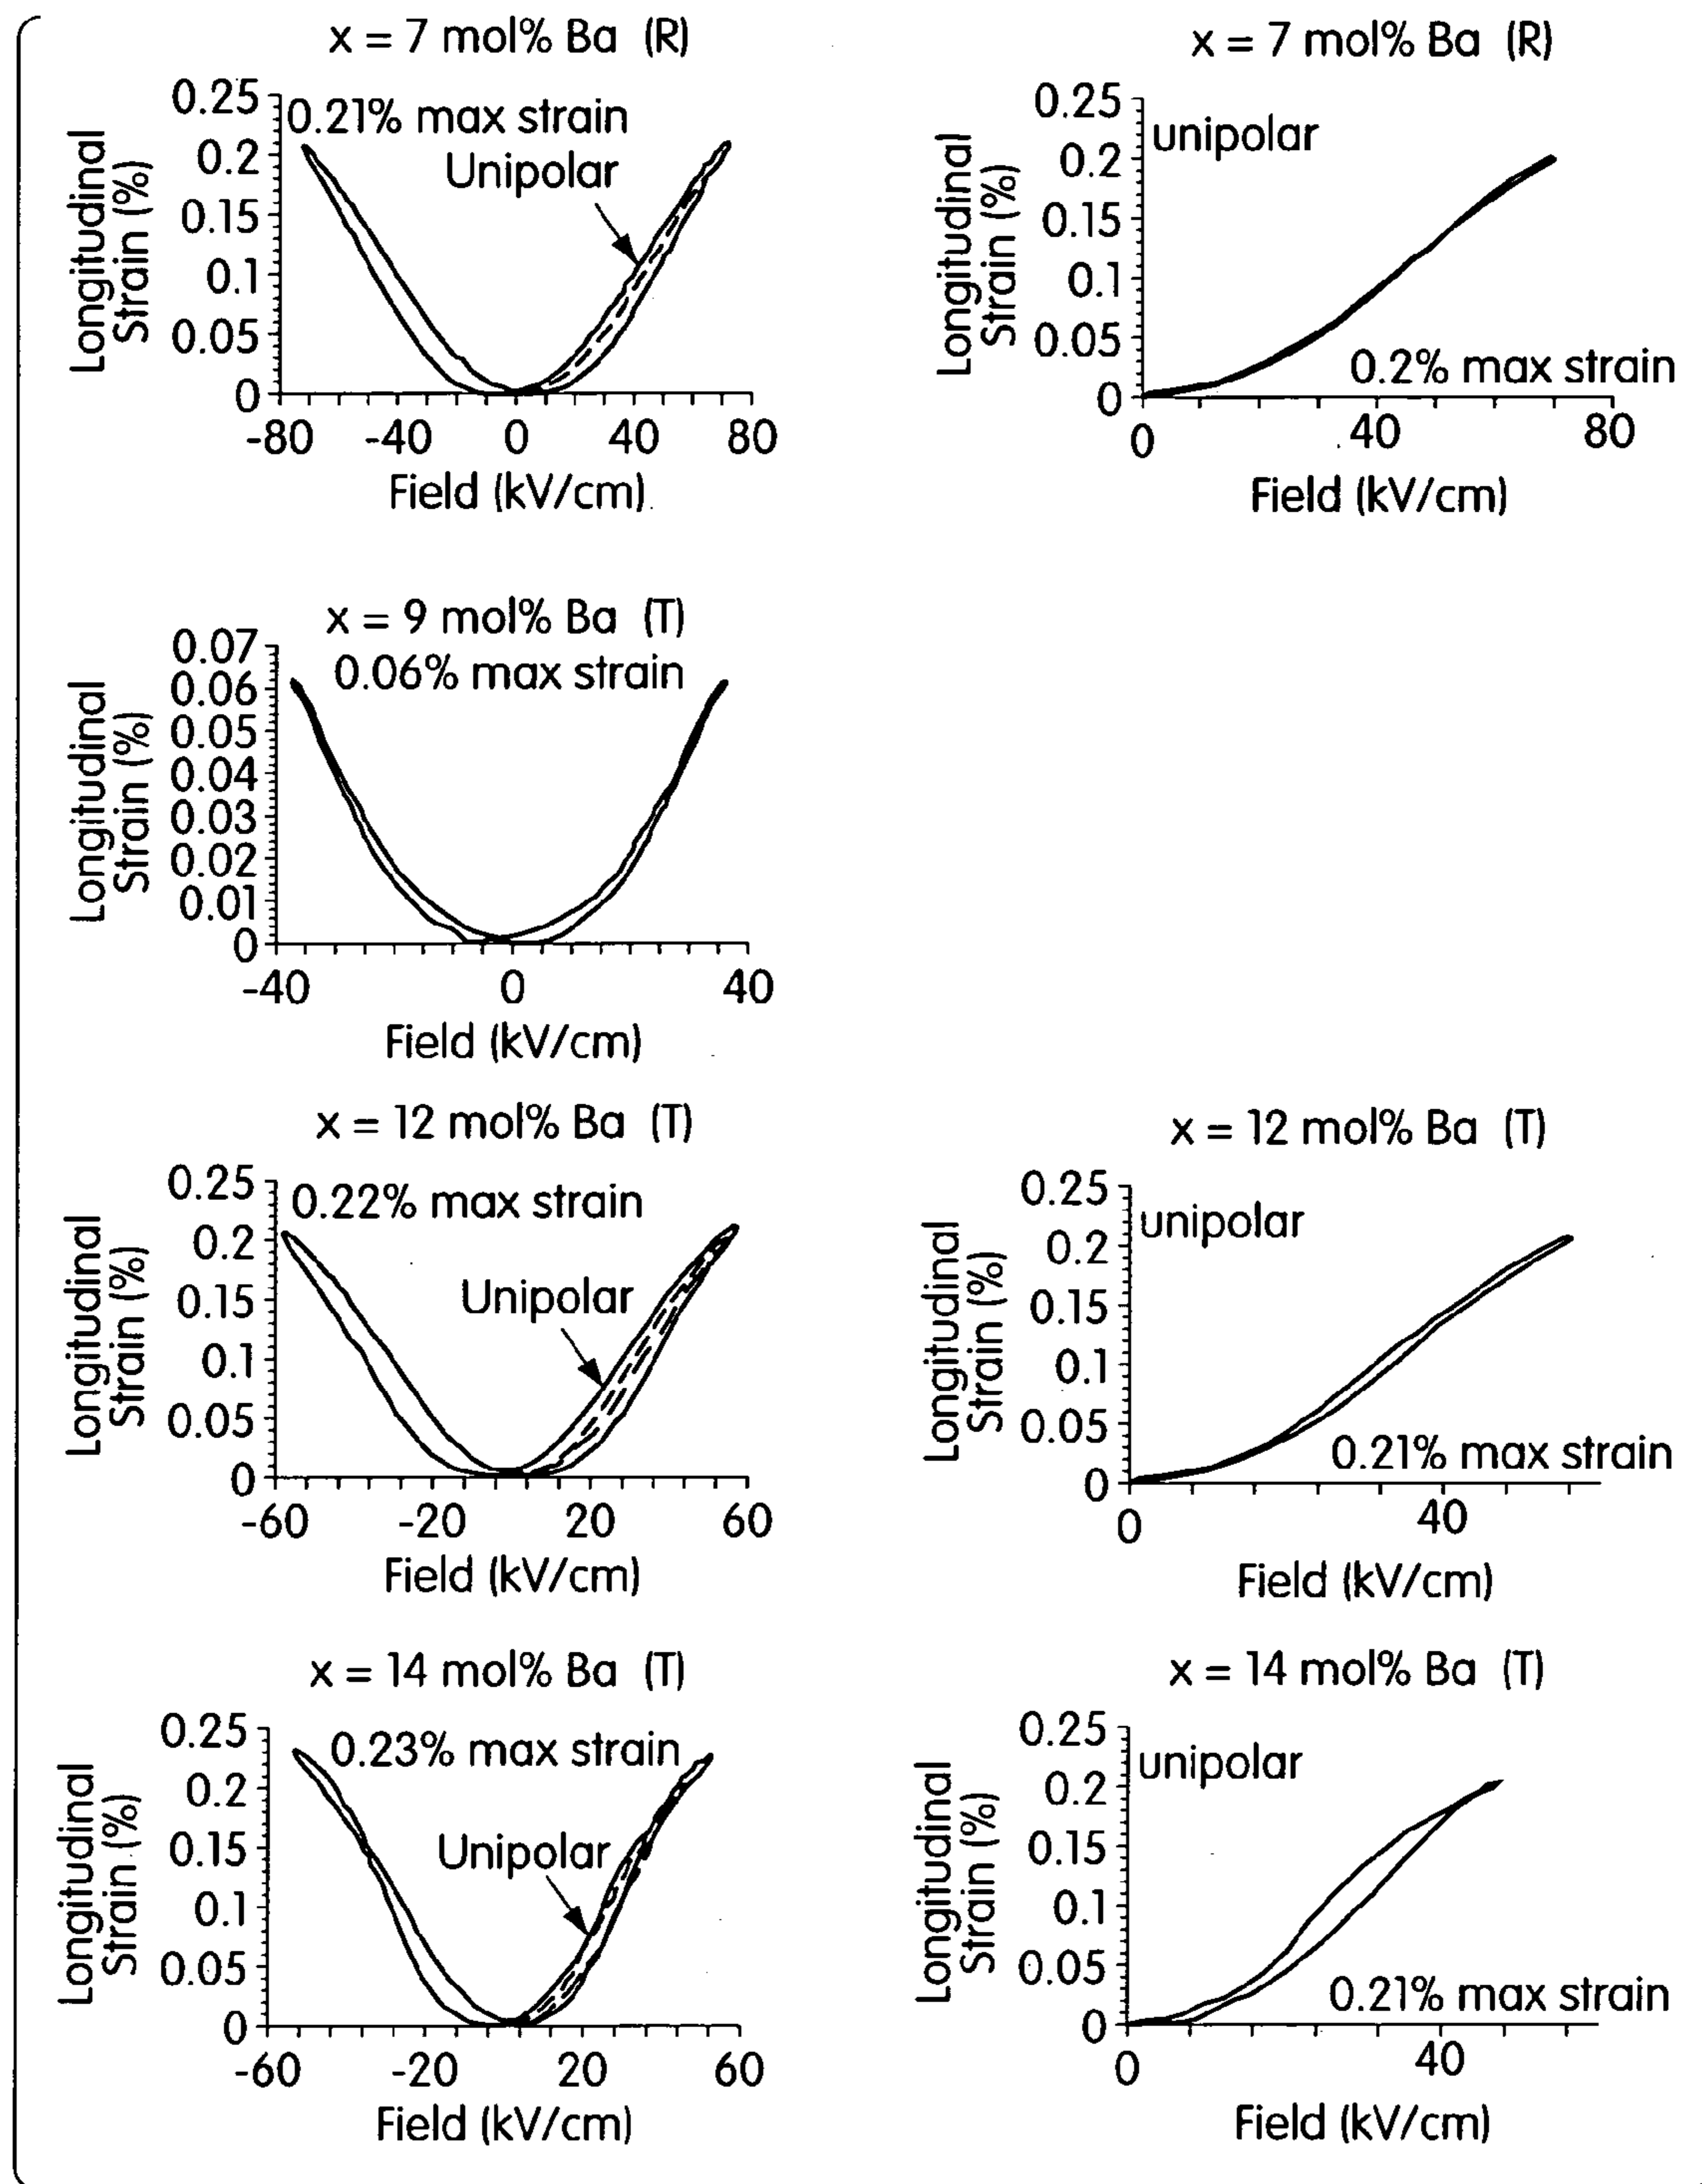 x = 7 mol% Ba (R)
0.21% max strain
Unipolar
Longitudinal
Strain (%)
0.25
0.2
0.15
0.1
0.05
0
-80 -40 0 40 80
Field (kV/cm)
x = 7 mol% Ba (R)
unipolar
Longitudinal
Strain (%)
0.25
0.2
0.15
0.1
0.05
0
0.2% max strain
0 40 80
Field (kV/cm)
x = 9 mol% Ba (T)
0.06% max strain
Longitudinal
Strain (%)
0.07
0.06
0.05
0.04
0.03
0.02
0.01
0
-40 0 40
Field (kV/cm)
x = 12 mol% Ba (T)
0.22% max strain
Unipolar
Longitudinal
Strain (%)
0.25
0.2
0.15
0.1
0.05
0
-60 -20 20 60
Field (kV/cm)
x = 12 mol% Ba (T)
unipolar
Longitudinal
Strain (%)
0.25
0.2
0.15
0.1
0.05
0
0.21% max strain
0 40
Field (kV/cm)
x = 14 mol% Ba (T)
0.23% max strain
Unipolar
Longitudinal
Strain (%)
0.25
0.2
0.15
0.1
0.05
0
-60 -20 20 60
Field (kV/cm)
x = 14 mol% Ba (T)
unipolar
Longitudinal
Strain (%)
0.25
0.2
0.15
0.1
0.05
0
0.21% max strain
0 40
Field (kV/cm)